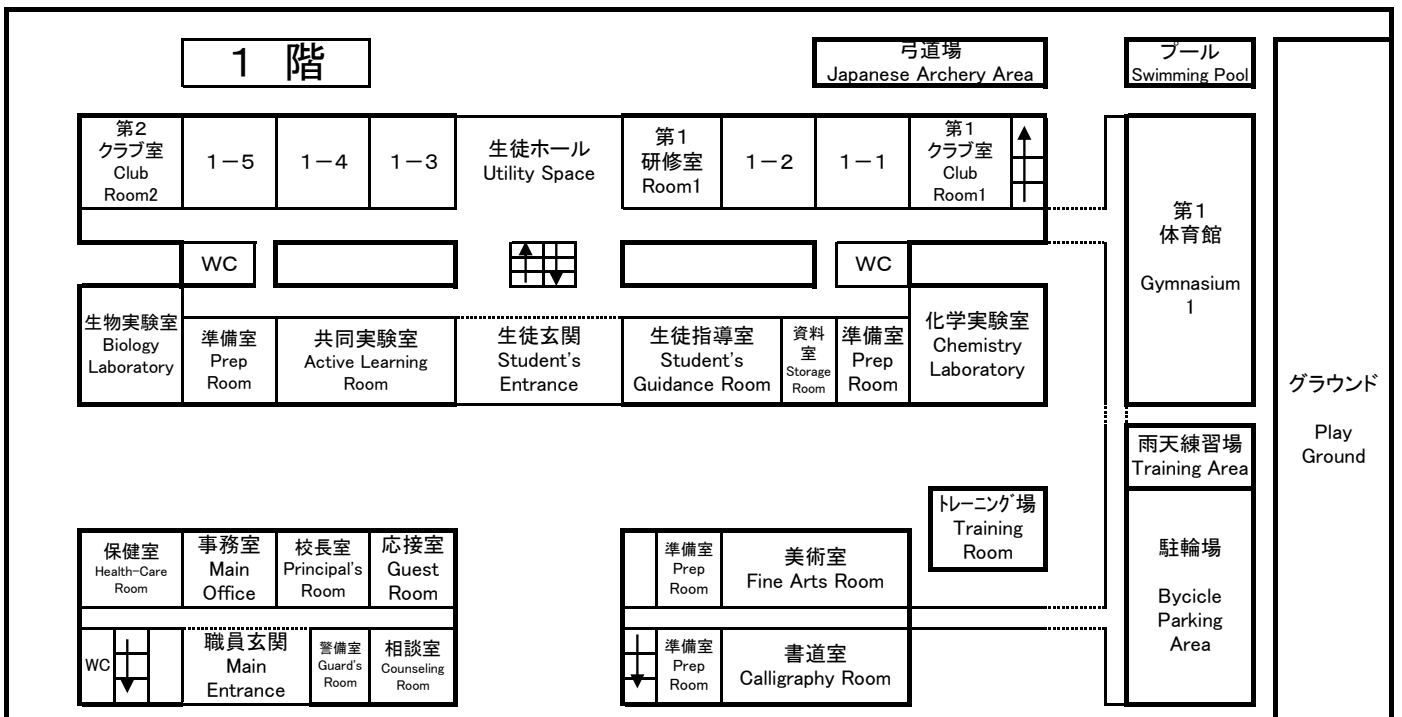 1 階
弓道場
Japanese Archery Area
プール
Swimming Pool
第2
クラブ室
Club
Room2
1-5
1-4
1-3
生徒ホール
Utility Space
第1
研修室
Room1
1-2
1-1
第1
クラブ室
Club
Room1
第1
体育館
Gymnasium
1
WC
WC
生物実験室
Biology
Laboratory
準備室
Prep
Room
共同実験室
Active Learning
Room
生徒玄関
Student's
Entrance
生徒指導室
Student's
Guidance Room
資料
室
Storage
Room
準備室
Prep
Room
化学実験室
Chemistry
Laboratory
グラウンド
Play
Ground
雨天練習場
Training Area
トレーニング場
Training
Room
駐輪場
Bycicle
Parking
Area
保健室
Health-Care
Room
事務室
Main
Office
校長室
Principal's
Room
応接室
Guest
Room
準備室
Prep
Room
美術室
Fine Arts Room
WC
職員玄関
Main
Entrance
警備室
Guard's
Room
相談室
Counseling
Room
準備室
Prep
Room
書道室
Calligraphy Room